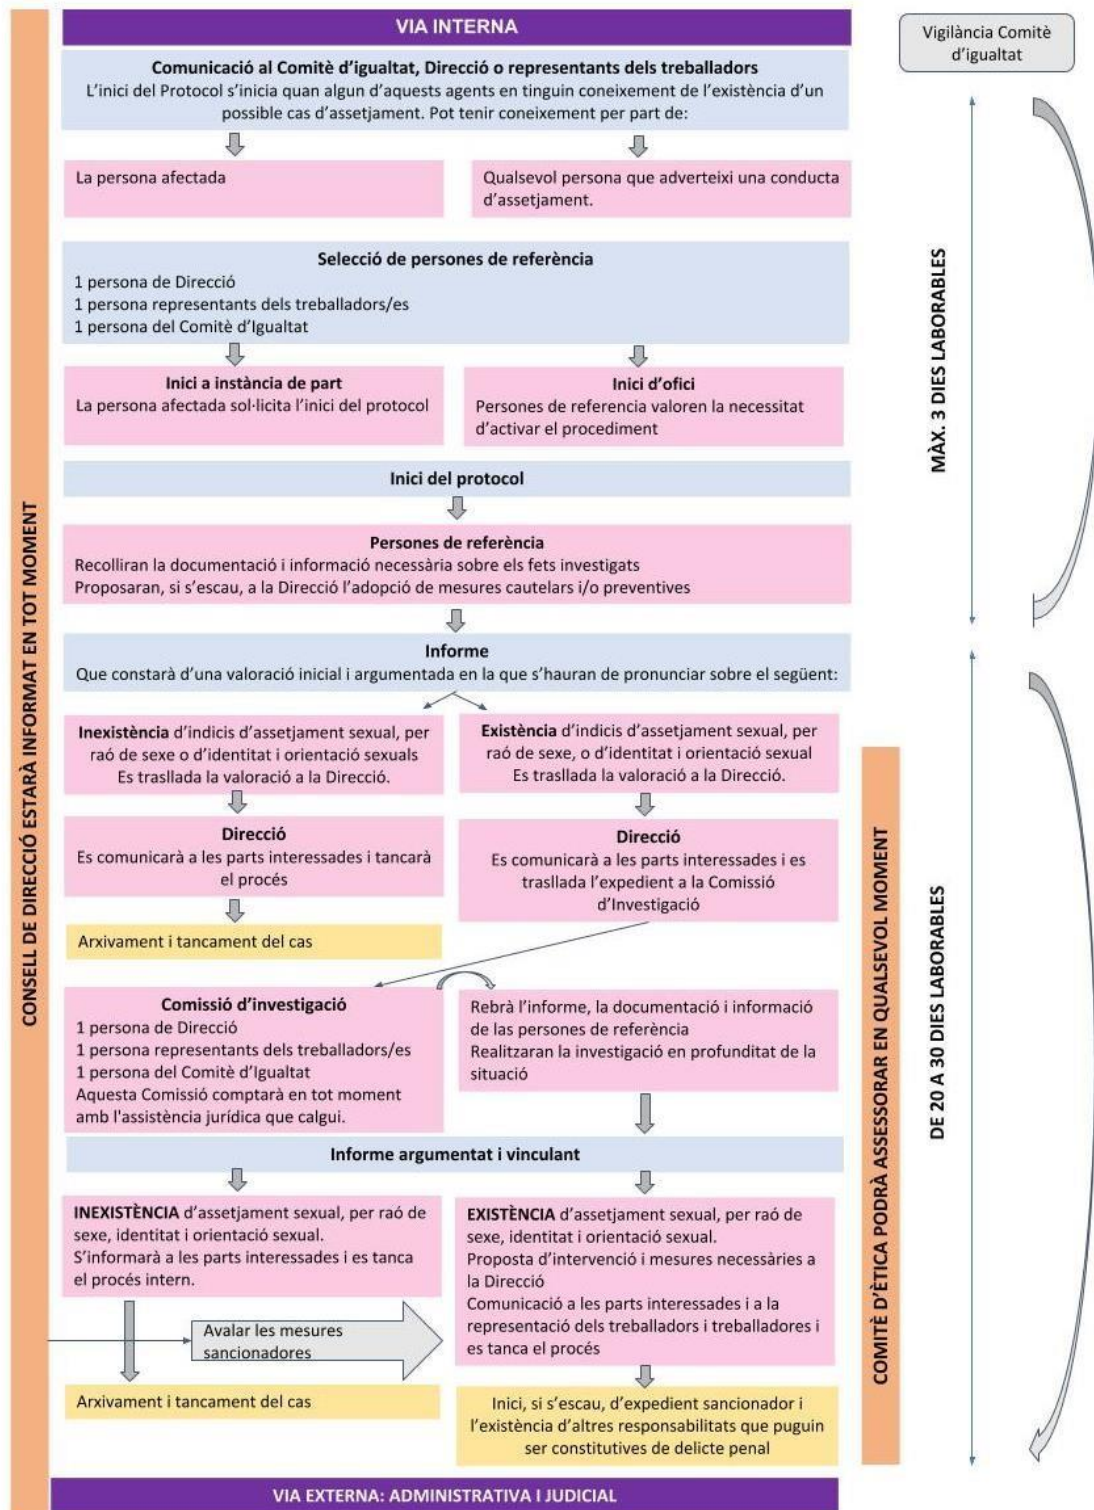 VIA INTERNA
Vigilància Comitè
d'igualtat
Comunicació al Comitè d'igualtat, Direcció o representants dels treballadors
L'inici del Protocol s'inicia quan algun d'aquests agents en tinguin coneixement de l'existència d'un
possible cas d'assetjament. Pot tenir coneixement per part de:
La persona afectada
Qualsevol persona que adverteixi una conducta
d'assetjament.
Selecció de persones de referència
1 persona de Direcció
1 persona representants dels treballadors/es
1 persona del Comitè d'Igualtat
Inici a instància de part
La persona afectada sol·licita l'inici del protocol
Inici d'ofici
Persones de referencia valoren la necessitat
d'activar el procediment
Inici del protocol
Persones de referència
Recolliran la documentació i informació necessària sobre els fets investigats
Proposaran, si s'escau, a la Direcció l'adopció de mesures cautelars i/o preventives
MÀX. 3 DIES LABORABLES
CONSELL DE DIRECCIÓ ESTARÀ INFORMAT EN TOT MOMENT
Informe
Que constarà d'una valoració inicial i argumentada en la que s'hauran de pronunciar sobre el següent:
Inexistència d'indicis d'assetjament sexual, per
raó de sexe o d'identitat i orientació sexuals
Es trasllada la valoració a la Direcció.
Existència d'indicis d'assetjament sexual, per
raó de sexe, o d'identitat i orientació sexual
Es trasllada la valoració a la Direcció.
Direcció
Es comunicarà a les parts interessades i tancarà
el procés
Direcció
Es comunicarà a les parts interessades i es
trasllada l'expedient a la Comissió
d'Investigació
Arxivament i tancament del cas
Comissió d'investigació
1 persona de Direcció
1 persona representants dels treballadors/es
1 persona del Comitè d'Igualtat
Aquesta Comissió comptarà en tot moment
amb l'assistència jurídica que calgui.
Rebrà l'informe, la documentació i informació
de las persones de referència
Realitzaran la investigació en profunditat de la
situació
COMITÈ D'ÈTICA PODRÀ ASSESSORAR EN QUALSEVOL MOMENT
DE 20 A 30 DIES LABORABLES
Informe argumentat i vinculant
INEXISTÈNCIA d'assetjament sexual, per raó de
sexe, identitat i orientació sexual.
S'informarà a les parts interessades i es tanca
el procés intern.
EXISTÈNCIA d'assetjament sexual, per raó de
sexe, identitat i orientació sexual.
Proposta d'intervenció i mesures necessàries a
la Direcció
Comunicació a les parts interessades i a la
representació dels treballadors i treballadores i
es tanca el procés
Avalar les mesures
sancionadores
Arxivament i tancament del cas
Inici, si s'escau, d'expedient sancionador i
l'existència d'altres responsabilitats que puguin
ser constitutives de delicte penal
VIA EXTERNA: ADMINISTRATIVA I JUDICIAL